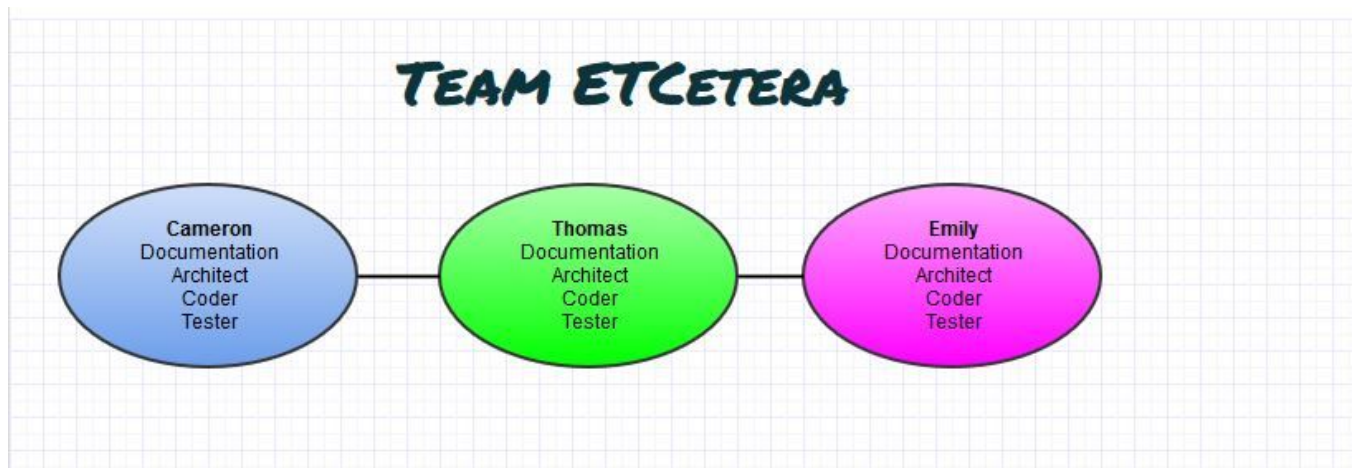 Team ETCetera
Cameron
Documentation
Architect
Coder
Tester
Thomas
Documentation
Architect
Coder
Tester
Emily
Documentation
Architect
Coder
Tester